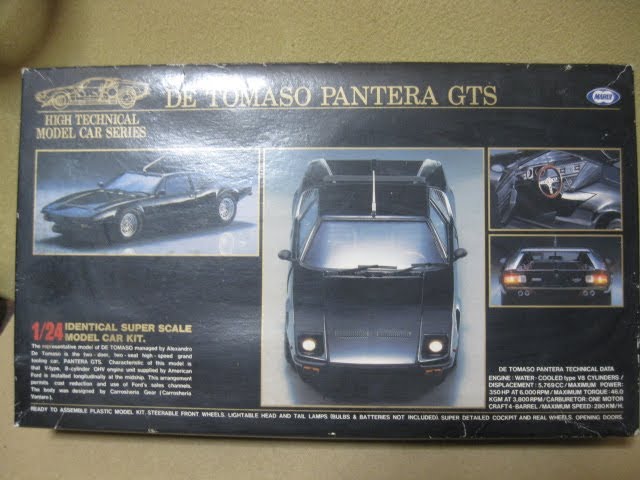 DE TOMASO PANTERA GTS
MARUI
HIGH TECHNICAL
MODEL CAR SERIES
1/24 IDENTICAL SUPER SCALE
MODEL CAR KIT.
The representative model of DE TOMASO managed by Alexandro
De Tomaso is the two-door, two-seat high-speed grand
touring car, PANTERA GTS. Characteristic of this model is
that V-type, 8-cylinder OHV engine unit supplied by American
Ford is installed longitudinally at the midship. This arrangement
permits cost reduction and use of Ford's sales channels.
The body was designed by Carrosheria Gear (Carrosheria
DE TOMASO PANTERA TECHNICAL DATA
ENGINE: WATER: COOLED type V8 CYLINDERS /
DISPLACEMENT: 5,769CC / MAXIMUM POWER:
350 HP AT 6,000RPM / MAXIMUM TORQUE: 46.0
KGM AT 3,800RPM / CARBURETOR: ONE MOTOR
CRAFT 4-BARREL / MAXIMUM SPEED: 280KM/H.
READY TO ASSEMBLE PLASTIC MODEL KIT. STEERABLE FRONT WHEELS. LIGHTABLE HEAD AND TAIL LAMPS (BULBS & BATTERIES NOT INCLUDED). SUPER DETAILED COCKPIT AND REAL WHEELS. OPENING DOORS.